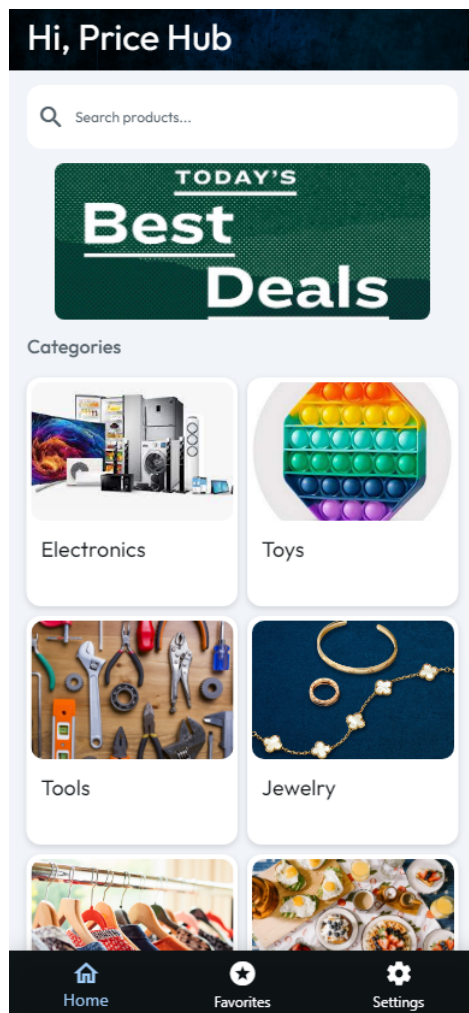 Hi, Price Hub
Search products...
TODAY'S
Best
Deals
Categories
Electronics
Toys
Tools
Jewelry
Home
Favorites
Settings